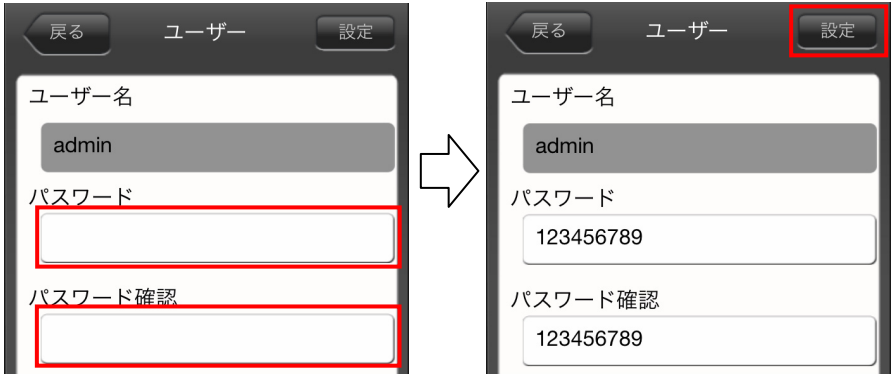 戻る ユーザー 設定
ユーザー名
admin
パスワード
パスワード確認
戻る ユーザー 設定
ユーザー名
admin
パスワード
123456789
パスワード確認
123456789